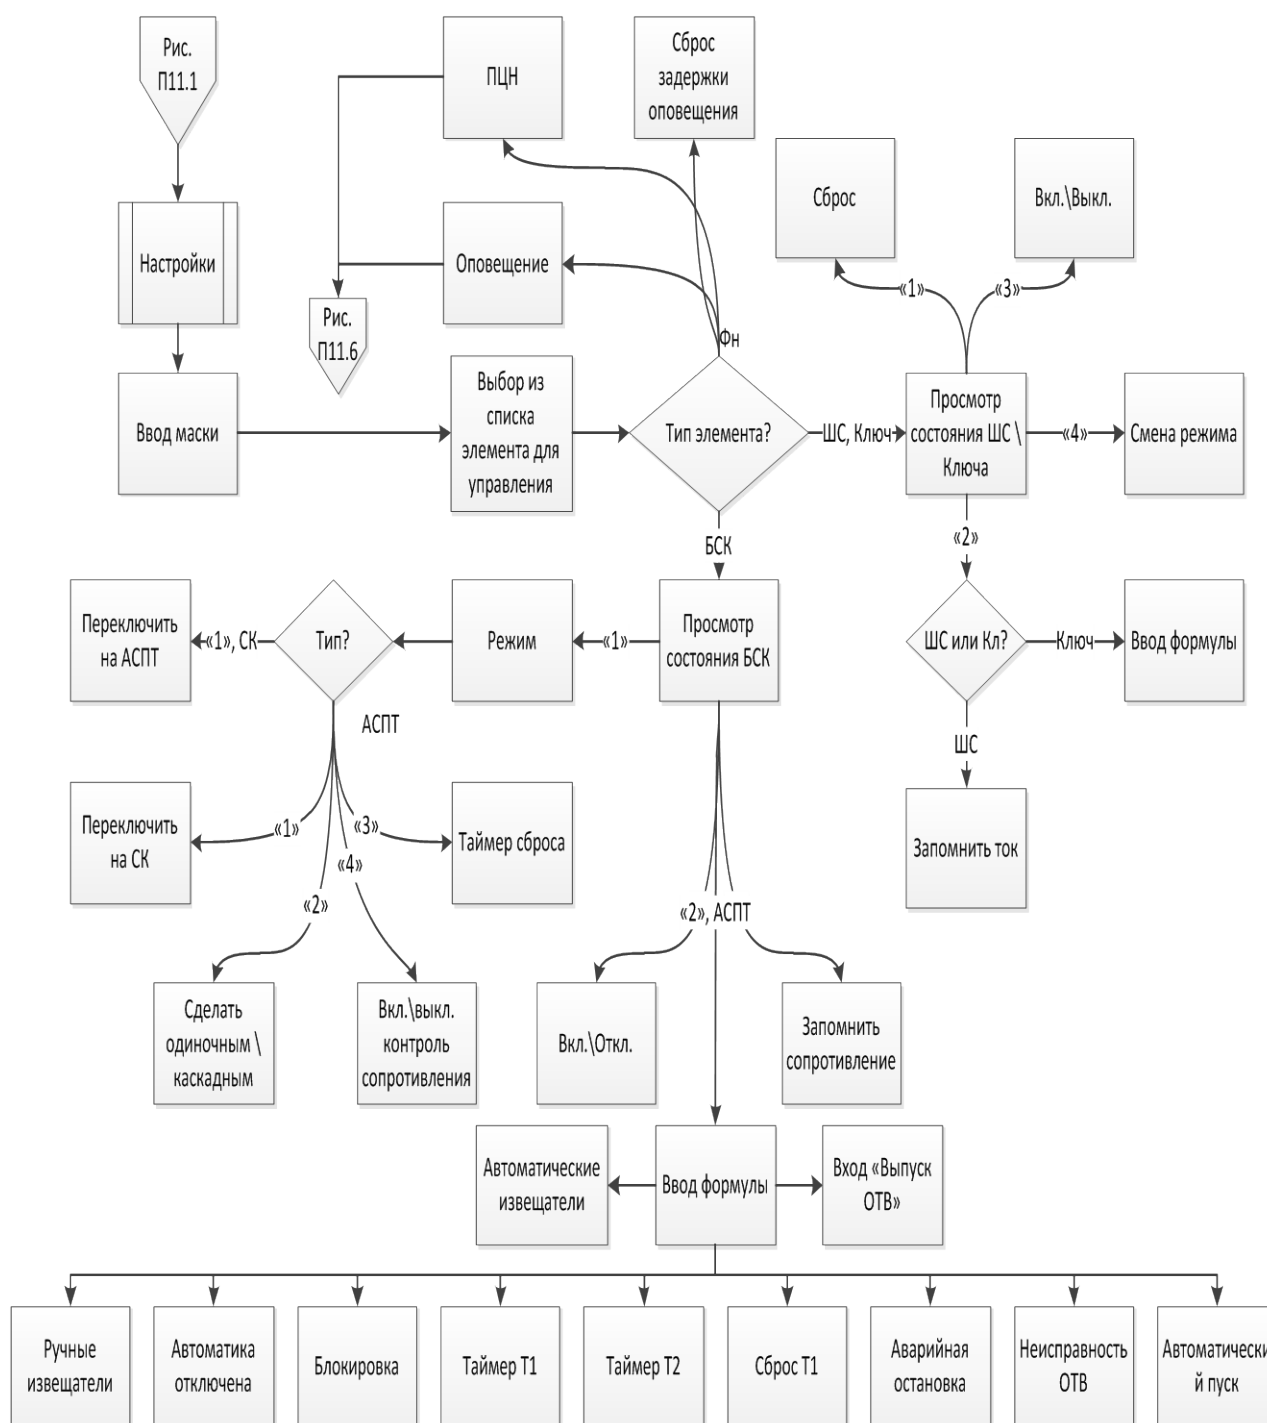 Рис.
П11.1
ПЦН
Сброс
задержки
оповещения
Сброс
Вкл.\Выкл.
Настройки
Оповещение
«1»
«3»
Рис.
П11.6
Фн
Ввод маски
Выбор из
списка
элемента для
управления
Тип элемента?
ШС, Ключ
Просмотр
состояния ШС \
Ключа
«4»
Смена режима
БСК
«2»
Переключить
на АСПТ
«1», СК
Тип?
Режим
«1»
Просмотр
состояния БСК
ШС или Кл?
Ключ
Ввод формулы
АСПТ
ШС
Переключить
на СК
«1»
«3»
«4»
«2»
Таймер сброса
Запомнить ток
«2», АСПТ
Сделать
одиночным \
каскадным
Вкл.\выкл.
контроль
сопротивления
Вкл.\Откл.
Запомнить
сопротивление
Автоматические
извещатели
Ввод формулы
Вход «Выпуск
ОТВ»
Ручные
извещатели
Автоматика
отключена
Блокировка
Таймер Т1
Таймер Т2
Сброс Т1
Аварийная
остановка
Неисправность
ОТВ
Автоматически
й пуск